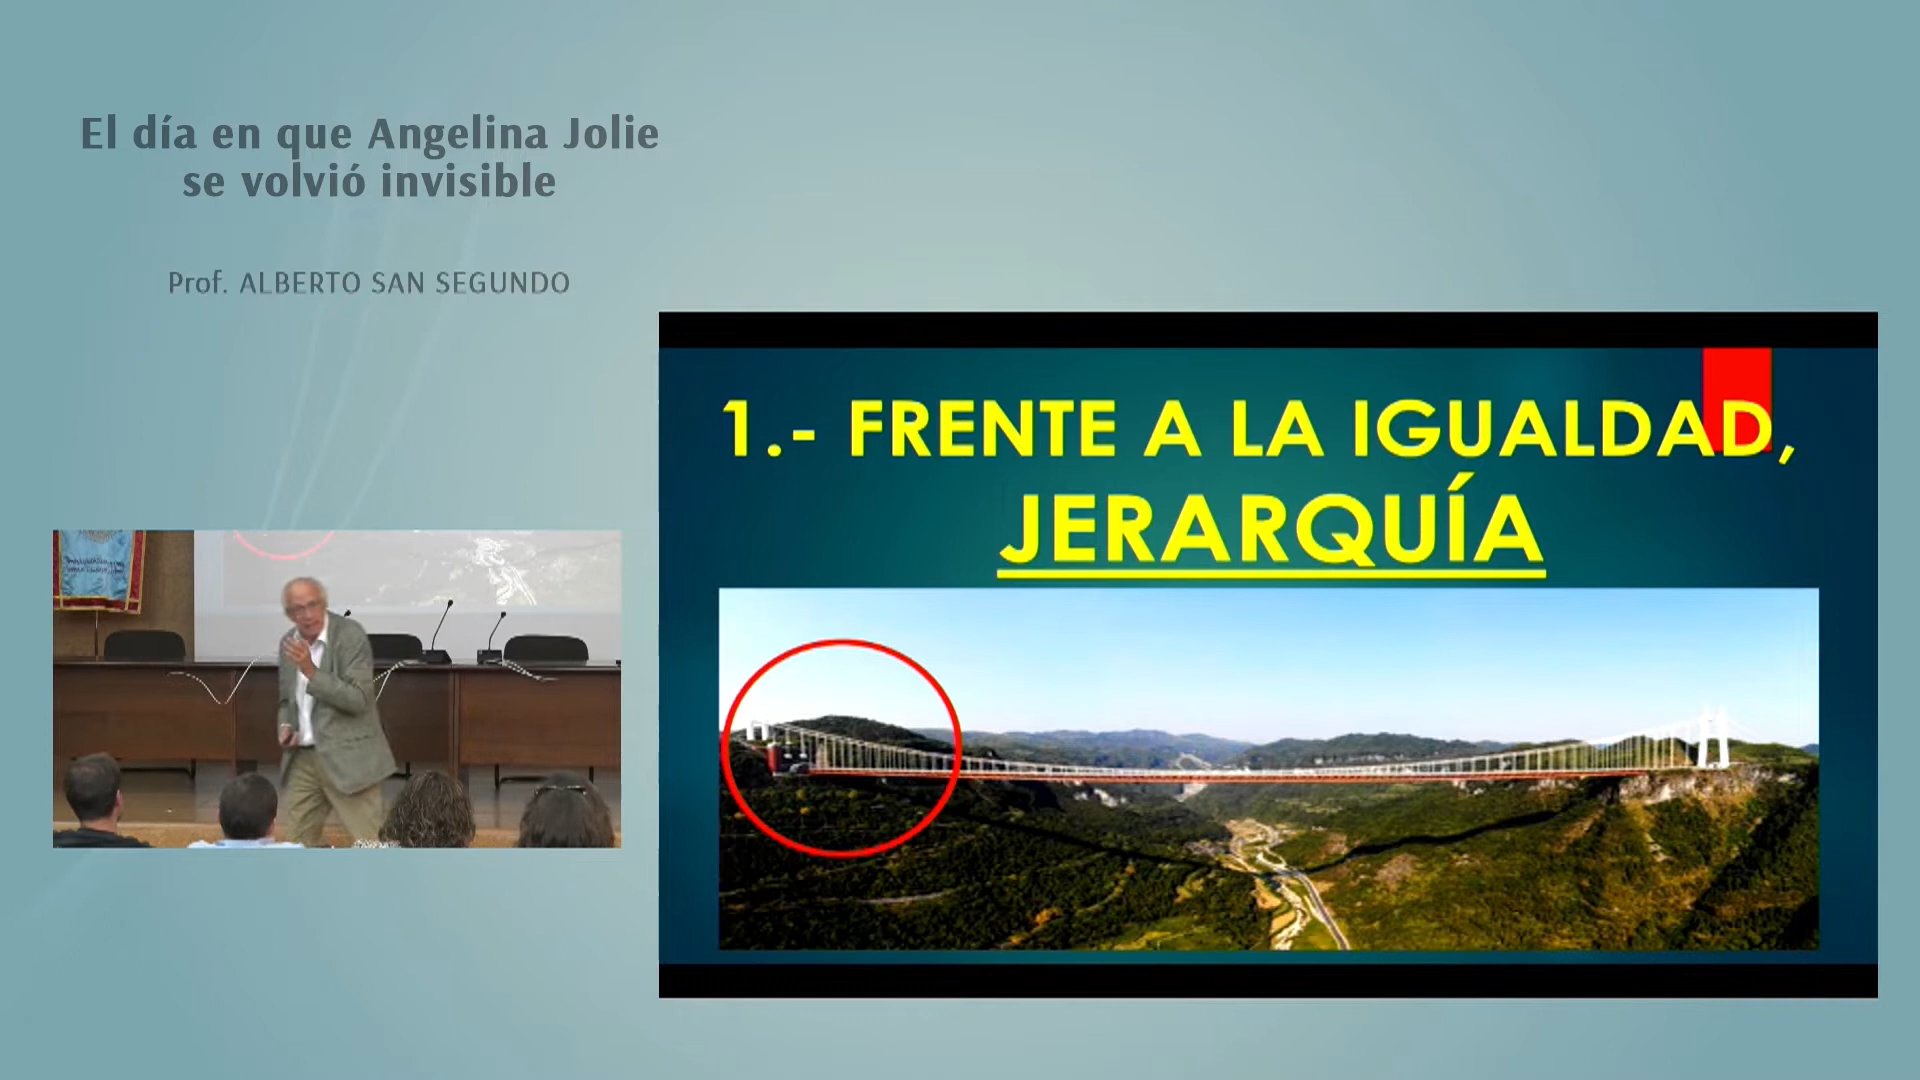 El día en que Angelina Jolie
se volvió invisible
Prof. ALBERTO SAN SEGUNDO
1.- FRENTE A LA IGUALDAD,
JERARQUÍA